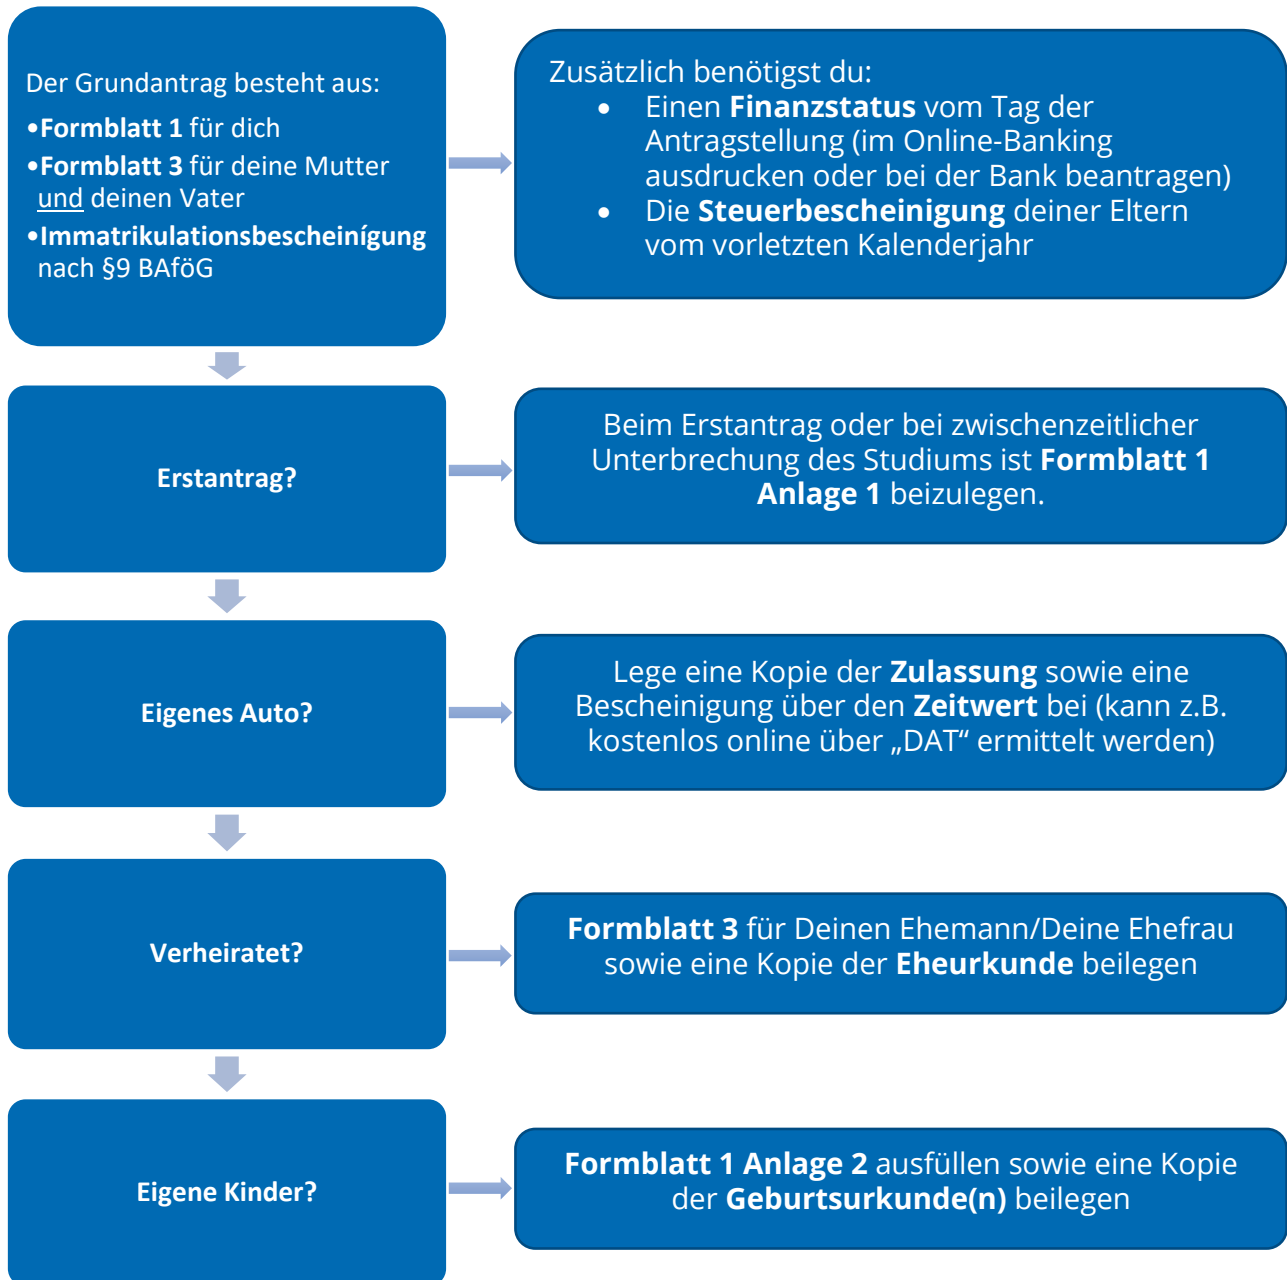 Der Grundantrag besteht aus:
•Formblatt 1 für dich
•Formblatt 3 für deine Mutter
und deinen Vater
•Immatrikulationsbescheinígung
nach §9 BAföG
Zusätzlich benötigst du:
• Einen Finanzstatus vom Tag der
Antragstellung (im Online-Banking
ausdrucken oder bei der Bank beantragen)
• Die Steuerbescheinigung deiner Eltern
vom vorletzten Kalenderjahr
Erstantrag?
Beim Erstantrag oder bei zwischenzeitlicher
Unterbrechung des Studiums ist Formblatt 1
Anlage 1 beizulegen.
Eigenes Auto?
Lege eine Kopie der Zulassung sowie eine
Bescheinigung über den Zeitwert bei (kann z.B.
kostenlos online über „DAT“ ermittelt werden)
Verheiratet?
Formblatt 3 für Deinen Ehemann/Deine Ehefrau
sowie eine Kopie der Eheurkunde beilegen
Eigene Kinder?
Formblatt 1 Anlage 2 ausfüllen sowie eine Kopie
der Geburtsurkunde(n) beilegen